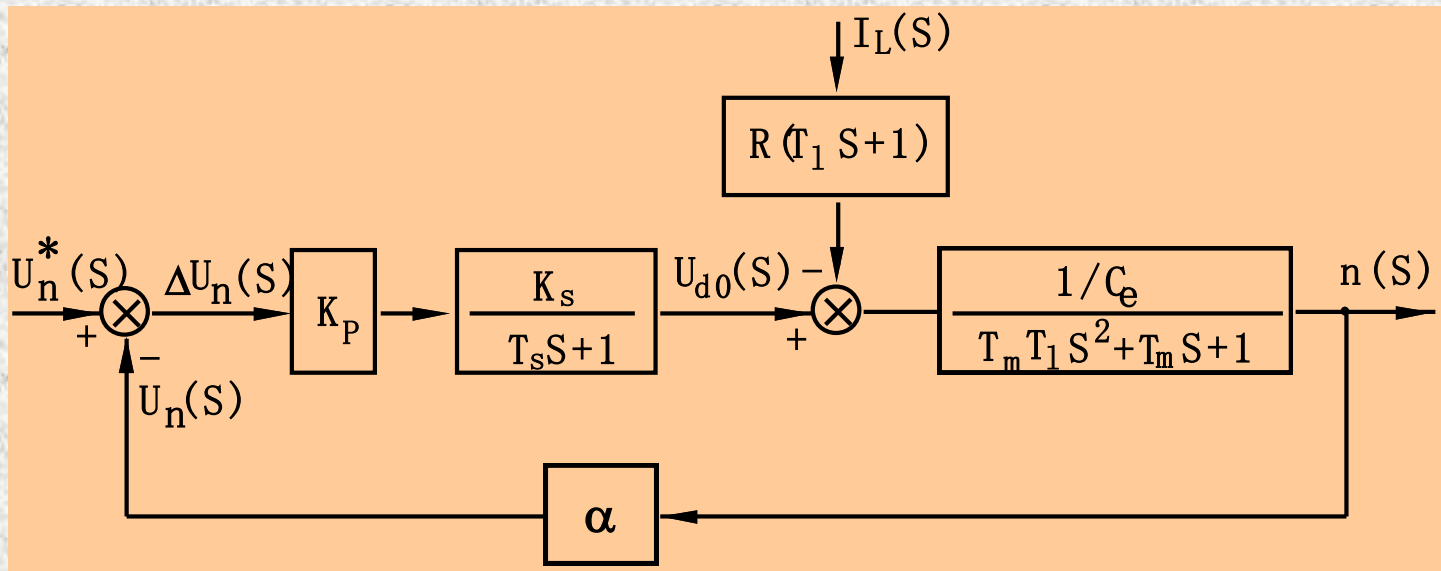 I_L(S)
R(T_l S+1)
U_n^*(S)
ΔU_n(S)
K_P
K_s
T_sS+1
U_d0(S)
-
1/C_e
T_mT_lS^2+T_mS+1
n(S)
+
+
-
U_n(S)
α